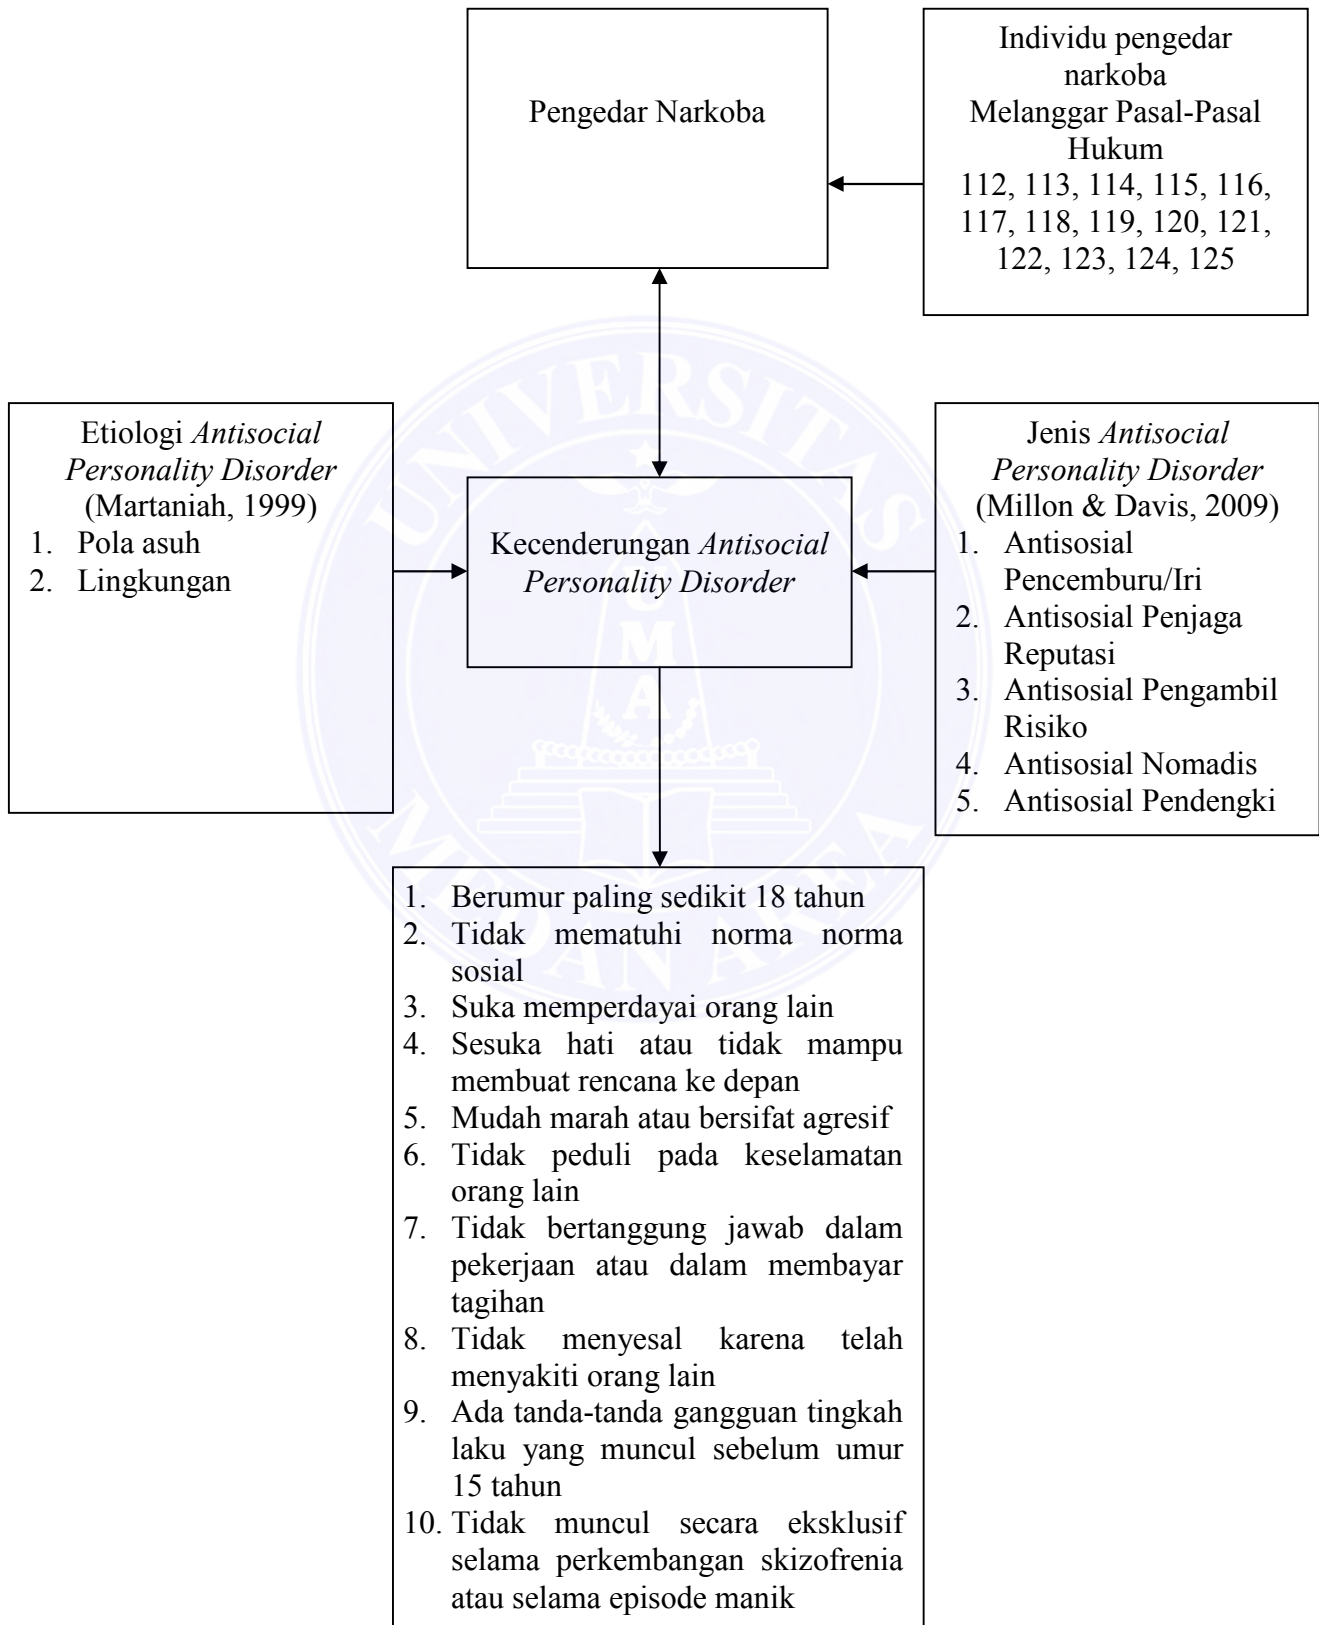 Pengedar Narkoba
Individu pengedar
narkoba
Melanggar Pasal-Pasal
Hukum
112, 113, 114, 115, 116,
117, 118, 119, 120, 121,
122, 123, 124, 125
Etiologi Antisocial
Personality Disorder
(Martaniah, 1999)
1. Pola asuh
2. Lingkungan
Kecenderungan Antisocial
Personality Disorder
Jenis Antisocial
Personality Disorder
(Millon & Davis, 2009)
1. Antisosial
Pencemburu/Iri
2. Antisosial Penjaga
Reputasi
3. Antisosial Pengambil
Risiko
4. Antisosial Nomadis
5. Antisosial Pendengki
1. Berumur paling sedikit 18 tahun
2. Tidak mematuhi norma norma
sosial
3. Suka memperdayai orang lain
4. Sesuka hati atau tidak mampu
membuat rencana ke depan
5. Mudah marah atau bersifat agresif
6. Tidak peduli pada keselamatan
orang lain
7. Tidak bertanggung jawab dalam
pekerjaan atau dalam membayar
tagihan
8. Tidak menyesal karena telah
menyakiti orang lain
9. Ada tanda-tanda gangguan tingkah
laku yang muncul sebelum umur
15 tahun
10. Tidak muncul secara eksklusif
selama perkembangan skizofrenia
atau selama episode manik
UNIVERSITAS
MEDAN AREA
UMA